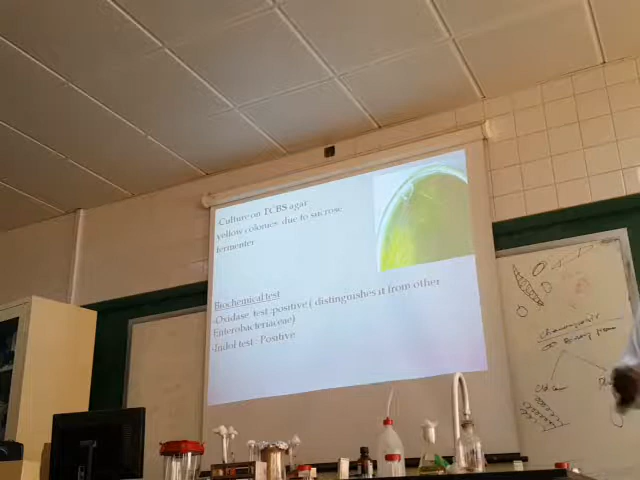 -Culture on TCBS agar
yellow colonies due to sucrose
fermenter
Biochemical test
-Oxidase test :positive ( distinguishes it from other
Enterobacteriaceae)
-Indol test : Positive